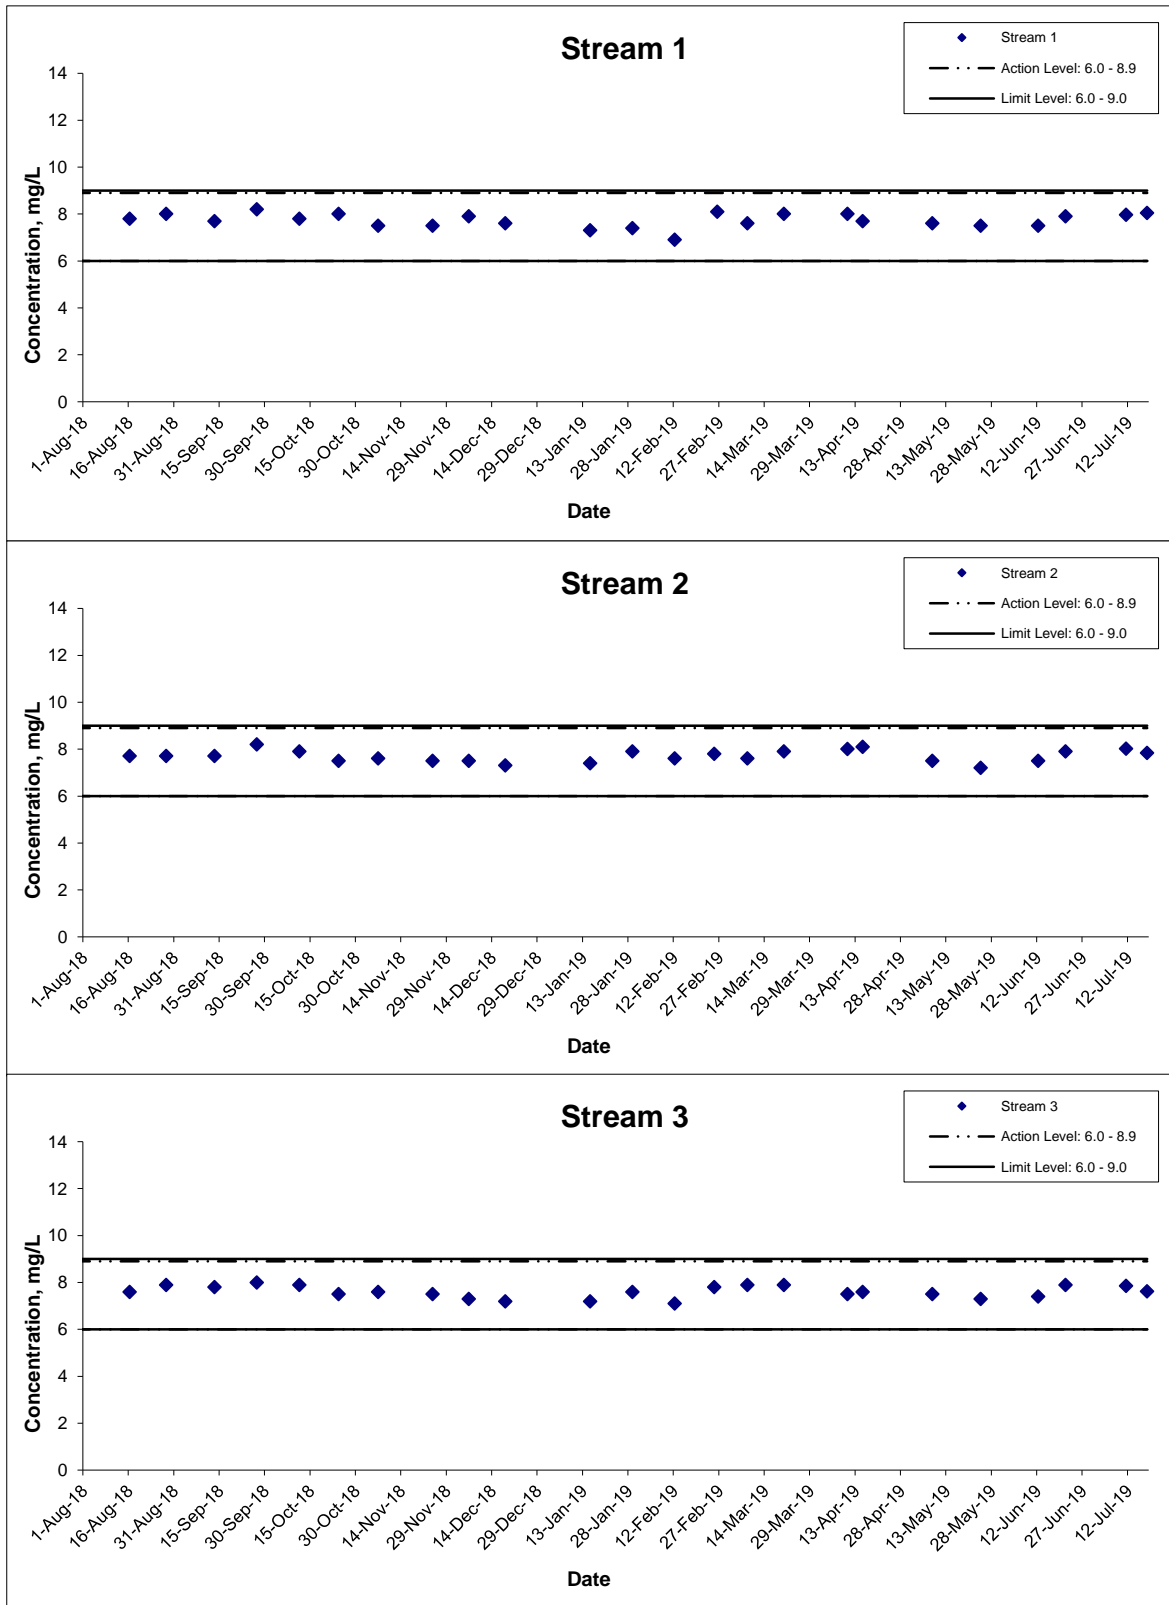 Stream 1
Stream 1
Action Level: 6.0 - 8.9
Limit Level: 6.0 - 9.0
14
12
10
8
6
4
2
0
Concentration, mg/L
1-Aug-18
16-Aug-18
31-Aug-18
15-Sep-18
30-Sep-18
15-Oct-18
30-Oct-18
14-Nov-18
29-Nov-18
14-Dec-18
29-Dec-18
13-Jan-19
28-Jan-19
12-Feb-19
27-Feb-19
14-Mar-19
29-Mar-19
13-Apr-19
28-Apr-19
13-May-19
28-May-19
12-Jun-19
27-Jun-19
12-Jul-19
Date
Stream 2
Stream 2
Action Level: 6.0 - 8.9
Limit Level: 6.0 - 9.0
14
12
10
8
6
4
2
0
Concentration, mg/L
1-Aug-18
16-Aug-18
31-Aug-18
15-Sep-18
30-Sep-18
15-Oct-18
30-Oct-18
14-Nov-18
29-Nov-18
14-Dec-18
29-Dec-18
13-Jan-19
28-Jan-19
12-Feb-19
27-Feb-19
14-Mar-19
29-Mar-19
13-Apr-19
28-Apr-19
13-May-19
28-May-19
12-Jun-19
27-Jun-19
12-Jul-19
Date
Stream 3
Stream 3
Action Level: 6.0 - 8.9
Limit Level: 6.0 - 9.0
14
12
10
8
6
4
2
0
Concentration, mg/L
1-Aug-18
16-Aug-18
31-Aug-18
15-Sep-18
30-Sep-18
15-Oct-18
30-Oct-18
14-Nov-18
29-Nov-18
14-Dec-18
29-Dec-18
13-Jan-19
28-Jan-19
12-Feb-19
27-Feb-19
14-Mar-19
29-Mar-19
13-Apr-19
28-Apr-19
13-May-19
28-May-19
12-Jun-19
27-Jun-19
12-Jul-19
Date